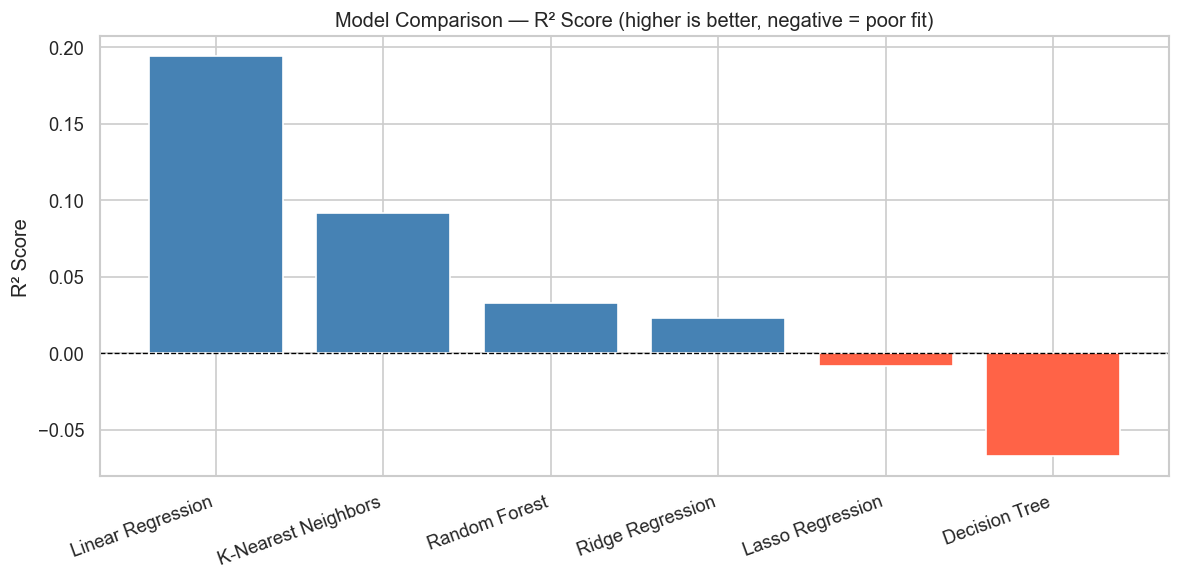 Model Comparison — R² Score (higher is better, negative = poor fit)
R² Score
0.20
0.15
0.10
0.05
0.00
−0.05
Linear Regression
K-Nearest Neighbors
Random Forest
Ridge Regression
Lasso Regression
Decision Tree